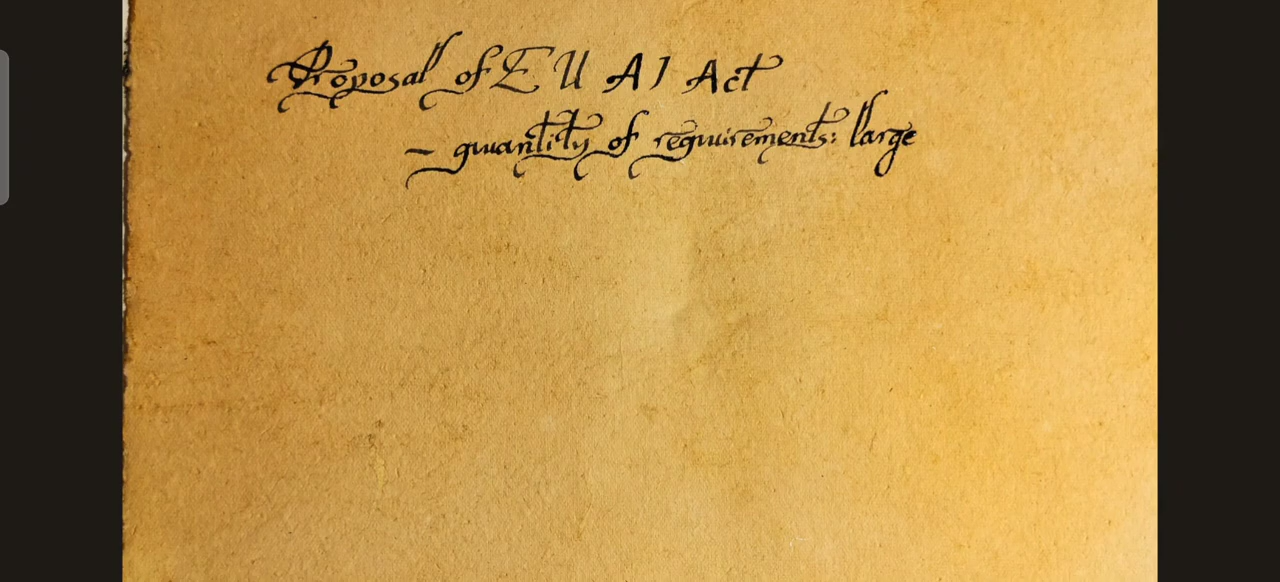 Proposal of EU AI Act
- quantity of requirements: large